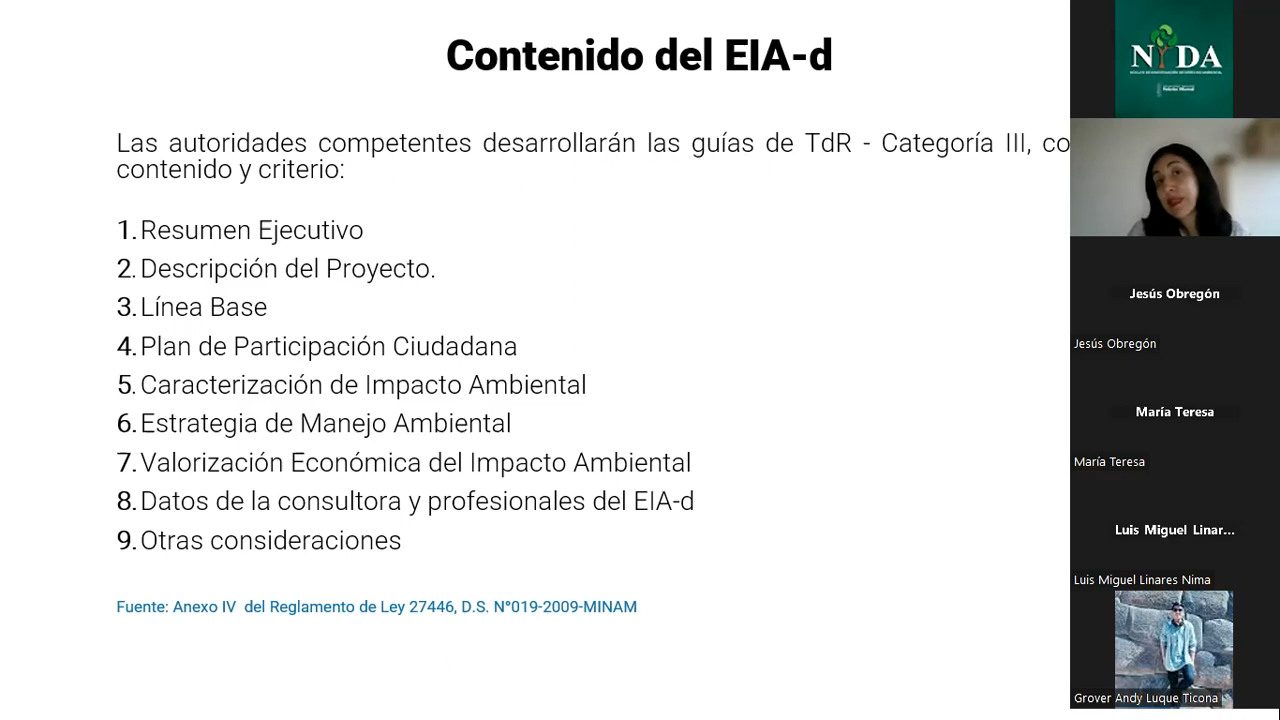 Contenido del EIA-d
Las autoridades competentes desarrollarán las guías de TdR - Categoría III, co
contenido y criterio:
1. Resumen Ejecutivo
2. Descripción del Proyecto.
3. Línea Base
4. Plan de Participación Ciudadana
5. Caracterización de Impacto Ambiental
6. Estrategia de Manejo Ambiental
7. Valorización Económica del Impacto Ambiental
8. Datos de la consultora y profesionales del EIA-d
9. Otras consideraciones
Fuente: Anexo IV del Reglamento de Ley 27446, D.S. N°019-2009-MINAM
NIDA
Jesús Obregón
Jesús Obregón
María Teresa
María Teresa
Luis Miguel Linar...
Luis Miguel Linares Nima
Grover Andy Luque Ticona